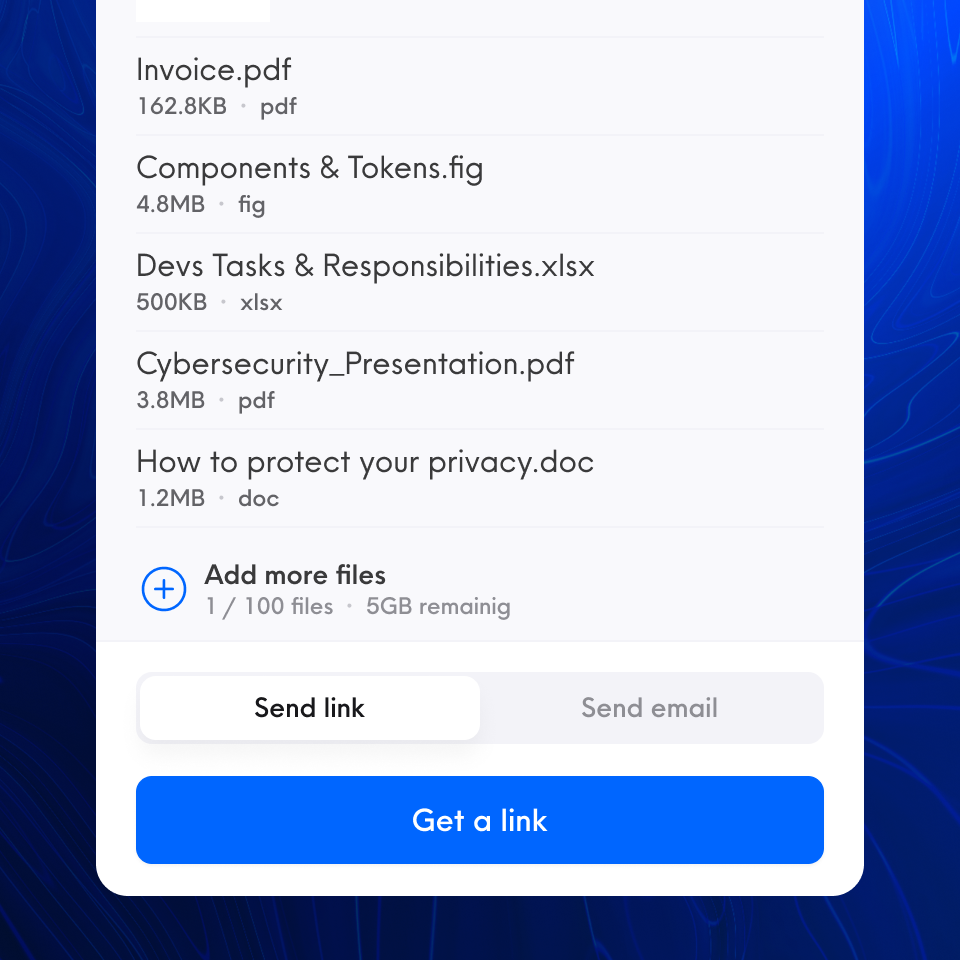 Invoice.pdf
162.8KB · pdf
Components & Tokens.fig
4.8MB · fig
Devs Tasks & Responsibilities.xlsx
500KB · xlsx
Cybersecurity_Presentation.pdf
3.8MB · pdf
How to protect your privacy.doc
1.2MB · doc
Add more files
1 / 100 files · 5GB remainig
Send link
Send email
Get a link